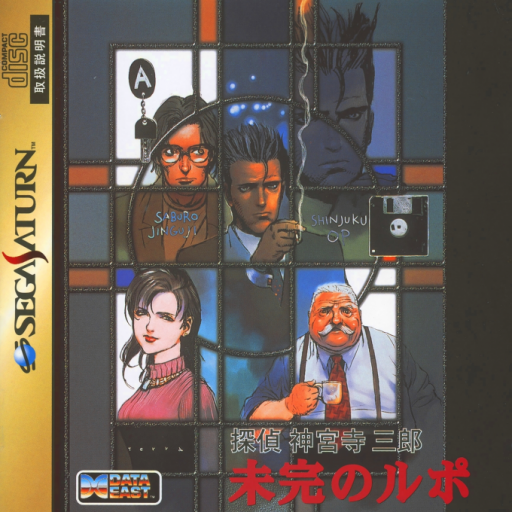 COMPACT
disc
取扱説明書
SEGA SATURN™
A
SABURO
JINGUJI
SHINJUKU
探偵 神宮寺 三郎
未完のルポ
DATA
EAST